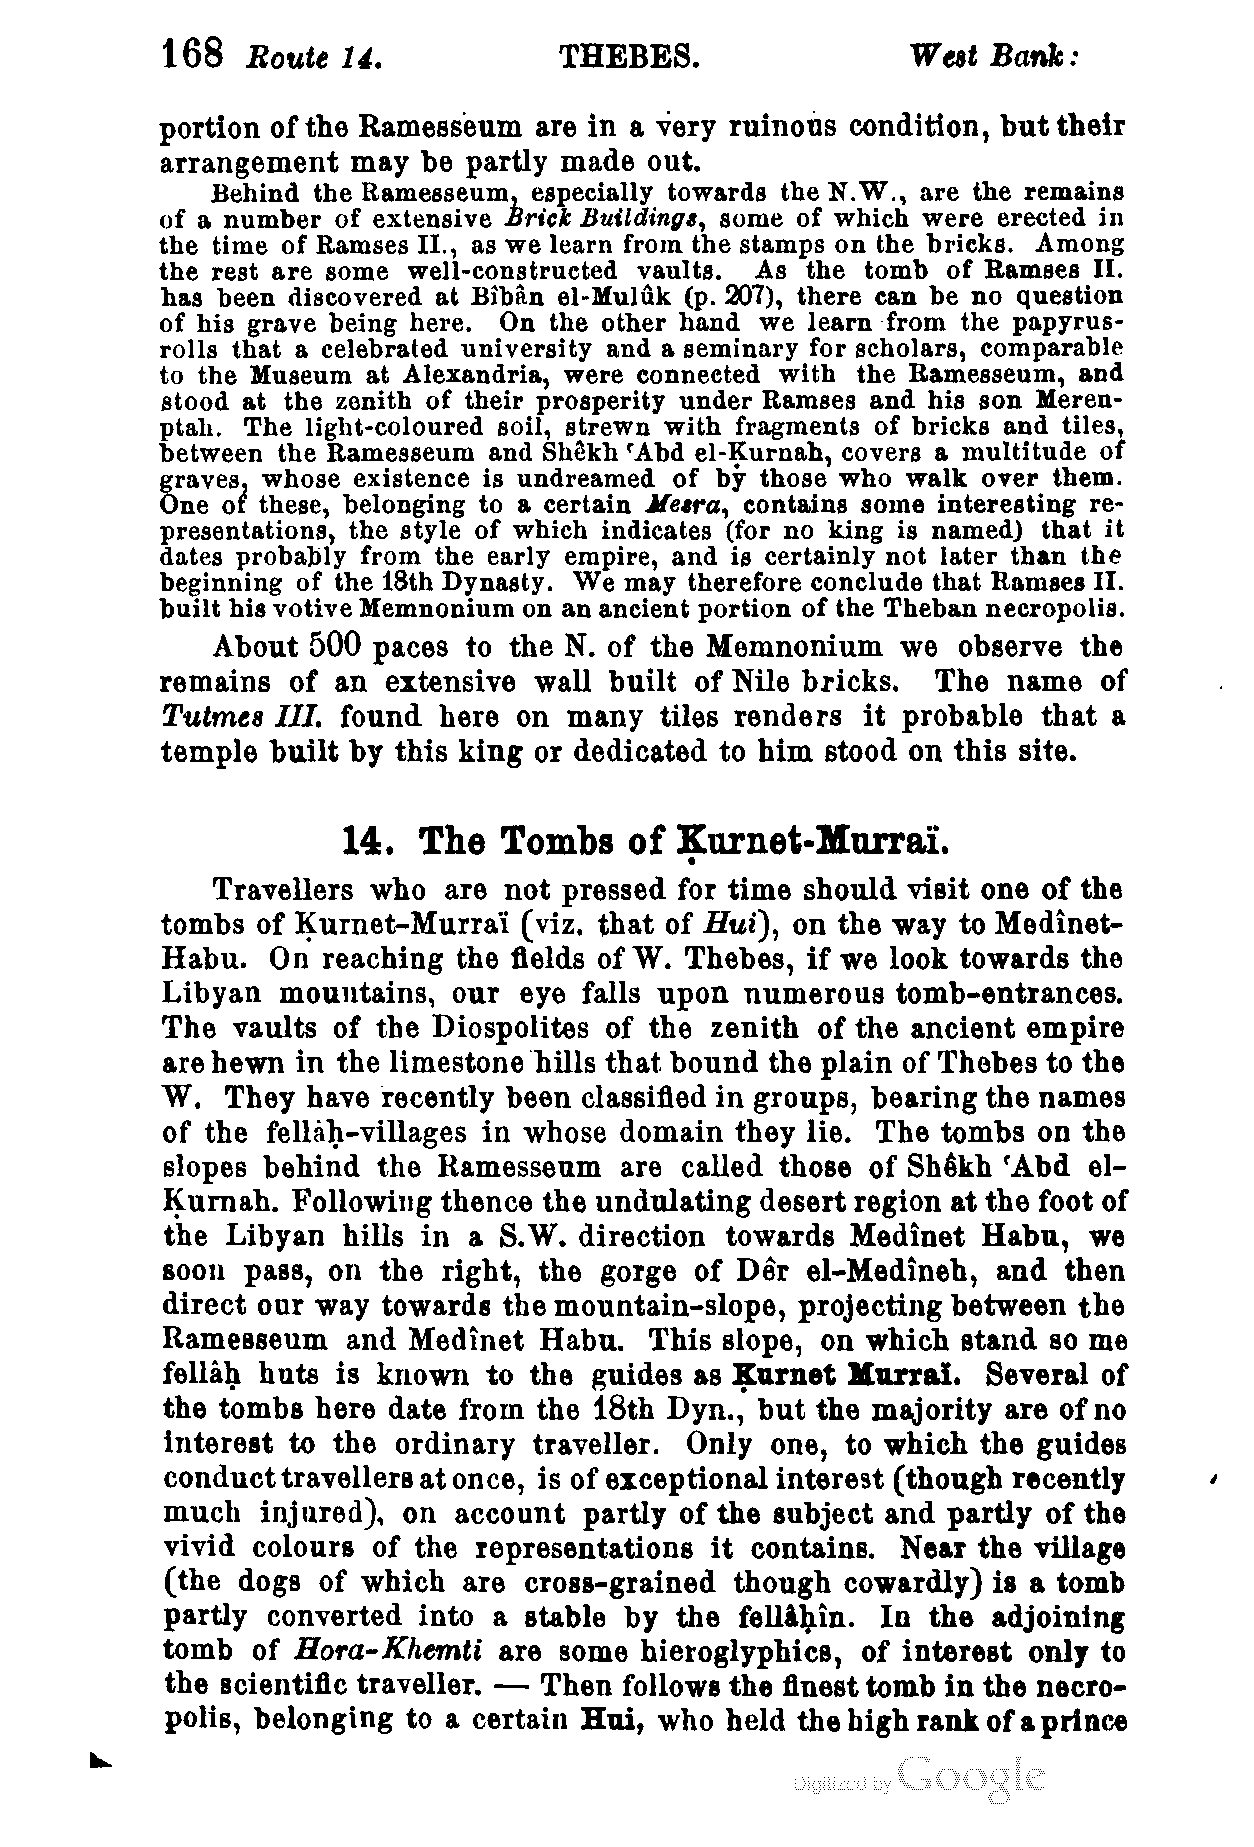 168 Route 14. THEBES. West Bank:
portion of the Ramesseum are in a very ruinous condition, but their
arrangement may be partly made out.
Behind the Ramesseum, especially towards the N.W., are the remains
of a number of extensive Brick Buildings, some of which were erected in
the time of Ramses II., as we learn from the stamps on the bricks. Among
the rest are some well-constructed vaults. As the tomb of Ramses II.
has been discovered at Bîbân el-Mulûk (p. 207), there can be no question
of his grave being here. On the other hand we learn from the papyrus-
rolls that a celebrated university and a seminary for scholars, comparable
to the Museum at Alexandria, were connected with the Ramesseum, and
stood at the zenith of their prosperity under Ramses and his son Meren-
ptah. The light-coloured soil, strewn with fragments of bricks and tiles,
between the Ramesseum and Shêkh ʿAbd el-Ḳurnah, covers a multitude of
graves, whose existence is undreamed of by those who walk over them.
One of these, belonging to a certain Mesra, contains some interesting re-
presentations, the style of which indicates (for no king is named) that it
dates probably from the early empire, and is certainly not later than the
beginning of the 18th Dynasty. We may therefore conclude that Ramses II.
built his votive Memnonium on an ancient portion of the Theban necropolis.
About 500 paces to the N. of the Memnonium we observe the
remains of an extensive wall built of Nile bricks. The name of
Tutmes III. found here on many tiles renders it probable that a
temple built by this king or dedicated to him stood on this site.
14. The Tombs of Ḳurnet-Murraï.
Travellers who are not pressed for time should visit one of the
tombs of Ḳurnet-Murraï (viz. that of Hui), on the way to Medînet-
Habu. On reaching the fields of W. Thebes, if we look towards the
Libyan mountains, our eye falls upon numerous tomb-entrances.
The vaults of the Diospolites of the zenith of the ancient empire
are hewn in the limestone hills that bound the plain of Thebes to the
W. They have recently been classified in groups, bearing the names
of the fellâḥ-villages in whose domain they lie. The tombs on the
slopes behind the Ramesseum are called those of Shêkh ʿAbd el-
Ḳurnah. Following thence the undulating desert region at the foot of
the Libyan hills in a S.W. direction towards Medînet Habu, we
soon pass, on the right, the gorge of Dêr el-Medîneh, and then
direct our way towards the mountain-slope, projecting between the
Ramesseum and Medînet Habu. This slope, on which stand so me
fellâḥ huts is known to the guides as Ḳurnet Murraï. Several of
the tombs here date from the 18th Dyn., but the majority are of no
interest to the ordinary traveller. Only one, to which the guides
conduct travellers at once, is of exceptional interest (though recently
much injured), on account partly of the subject and partly of the
vivid colours of the representations it contains. Near the village
(the dogs of which are cross-grained though cowardly) is a tomb
partly converted into a stable by the fellâḥîn. In the adjoining
tomb of Hora-Khemti are some hieroglyphics, of interest only to
the scientific traveller. — Then follows the finest tomb in the necro-
polis, belonging to a certain Hui, who held the high rank of a prince
Digitized by Google